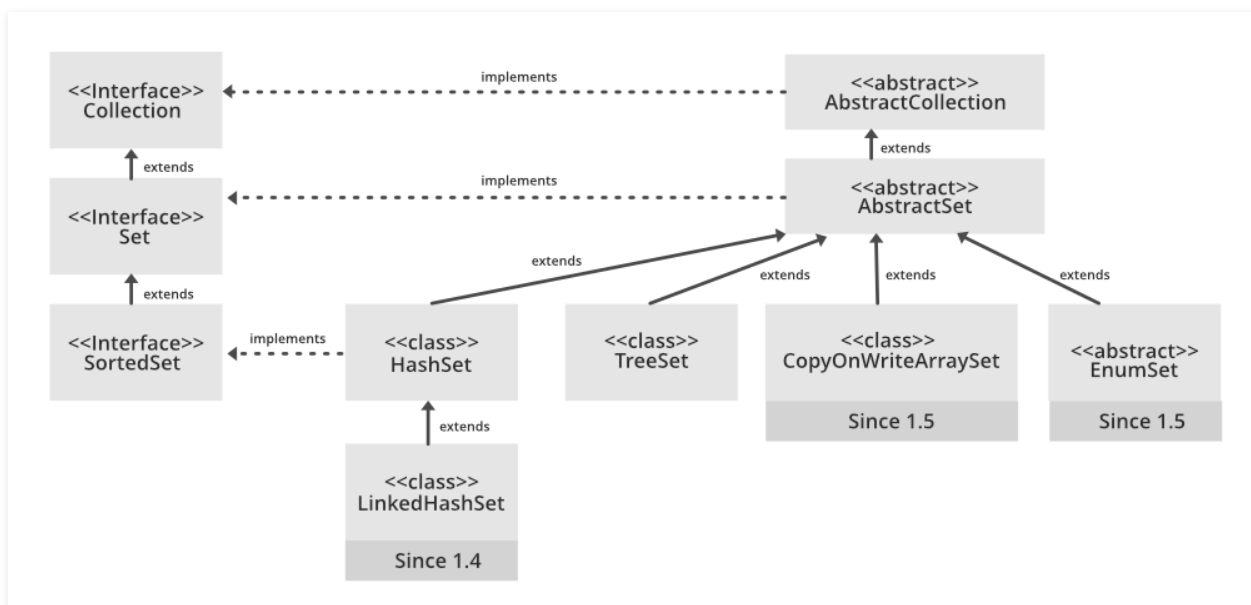 <<Interface>>
Collection
implements
<<abstract>>
AbstractCollection
extends
extends
<<Interface>>
Set
implements
<<abstract>>
AbstractSet
extends
extends
extends
extends
extends
<<Interface>>
SortedSet
implements
<<class>>
HashSet
<<class>>
TreeSet
<<class>>
CopyOnWriteArraySet
Since 1.5
<<abstract>>
EnumSet
Since 1.5
extends
<<class>>
LinkedHashSet
Since 1.4